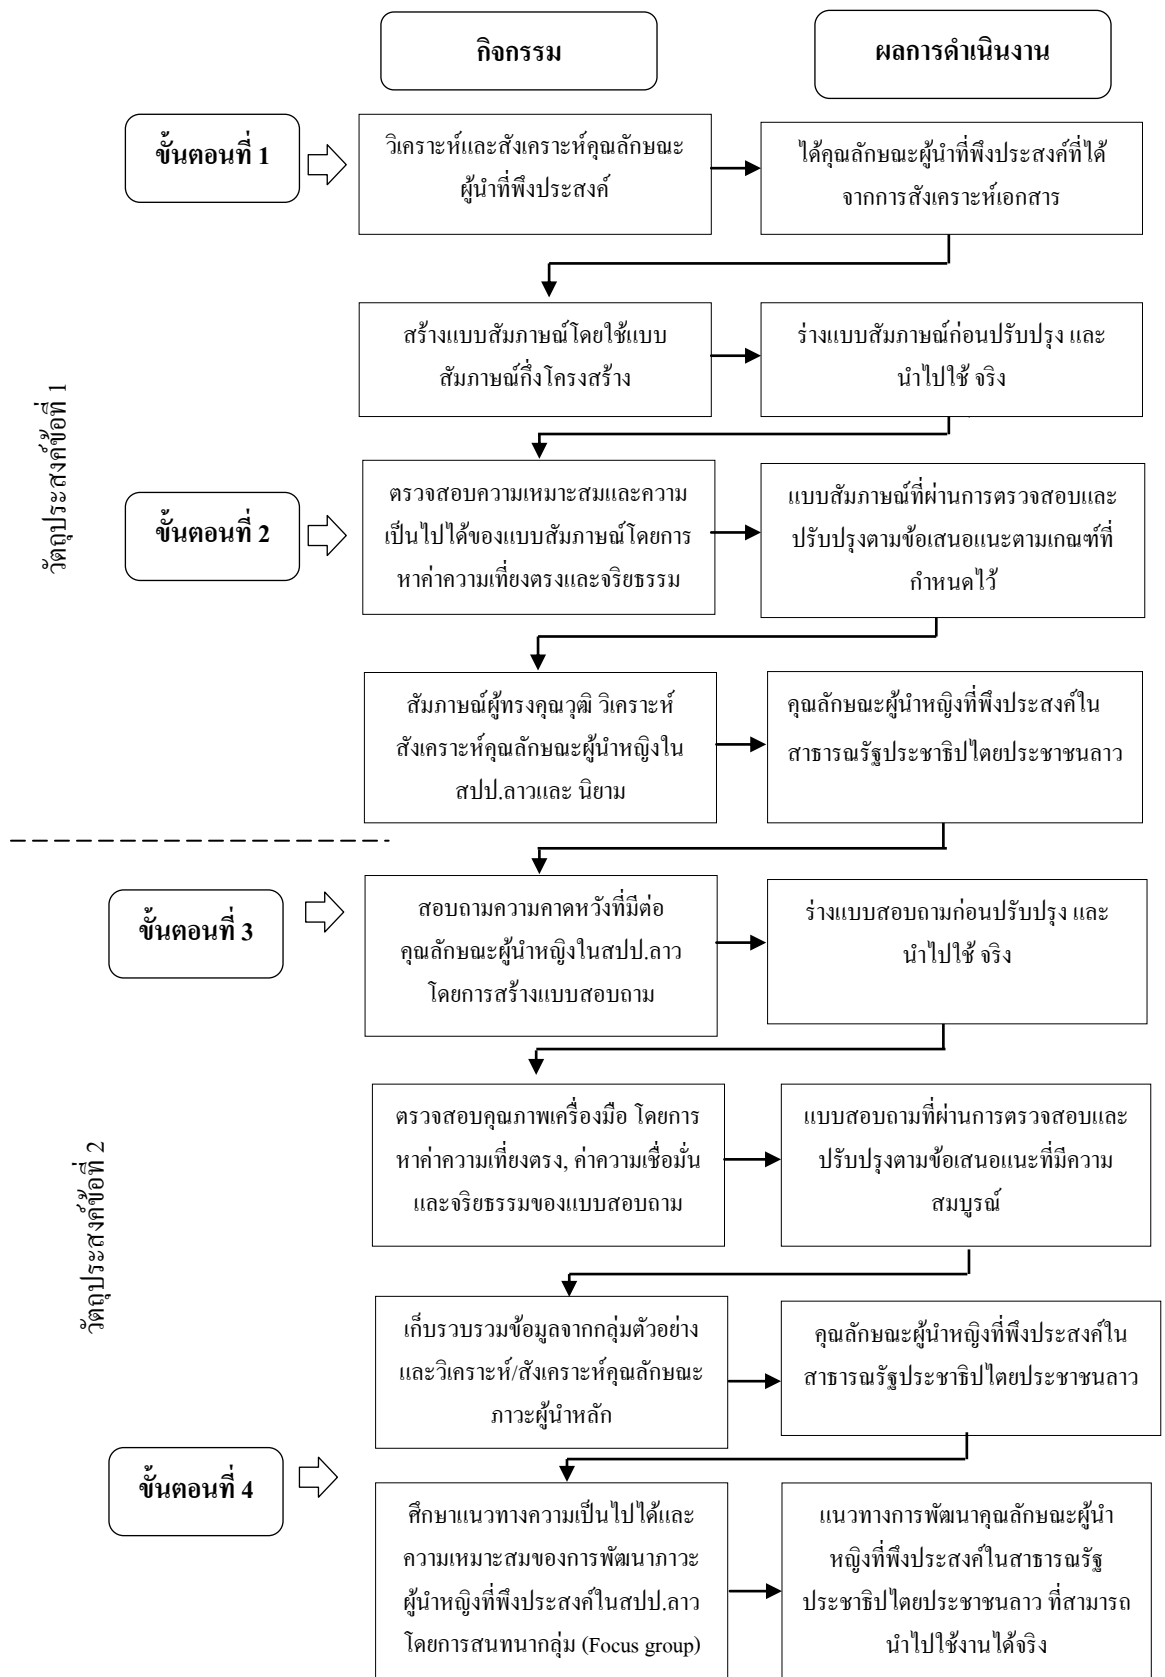 กิจกรรม
ผลการดำเนินงาน
วัตถุประสงค์ข้อที่ 1
ขั้นตอนที่ 1
วิเคราะห์และสังเคราะห์คุณลักษณะ
ผู้นำที่พึงประสงค์
ได้คุณลักษณะผู้นำที่พึงประสงค์ที่ได้
จากการสังเคราะห์เอกสาร
สร้างแบบสัมภาษณ์โดยใช้แบบ
สัมภาษณ์กึ่งโครงสร้าง
ร่างแบบสัมภาษณ์ก่อนปรับปรุง และ
นำไปใช้ จริง
ขั้นตอนที่ 2
ตรวจสอบความเหมาะสมและความ
เป็นไปได้ของแบบสัมภาษณ์โดยการ
หาค่าความเที่ยงตรงและจริยธรรม
แบบสัมภาษณ์ที่ผ่านการตรวจสอบและ
ปรับปรุงตามข้อเสนอแนะตามเกณฑ์ที่
กำหนดไว้
สัมภาษณ์ผู้ทรงคุณวุฒิ วิเคราะห์
สังเคราะห์คุณลักษณะผู้นำหญิงใน
สปป.ลาวและ นิยาม
คุณลักษณะผู้นำหญิงที่พึงประสงค์ใน
สาธารณรัฐประชาธิปไตยประชาชนลาว
วัตถุประสงค์ข้อที่ 2
ขั้นตอนที่ 3
สอบถามความคาดหวังที่มีต่อ
คุณลักษณะผู้นำหญิงในสปป.ลาว
โดยการสร้างแบบสอบถาม
ร่างแบบสอบถามก่อนปรับปรุง และ
นำไปใช้ จริง
ตรวจสอบคุณภาพเครื่องมือ โดยการ
หาค่าความเที่ยงตรง, ค่าความเชื่อมั่น
และจริยธรรมของแบบสอบถาม
แบบสอบถามที่ผ่านการตรวจสอบและ
ปรับปรุงตามข้อเสนอแนะที่มีความ
สมบูรณ์
เก็บรวบรวมข้อมูลจากกลุ่มตัวอย่าง
และวิเคราะห์/สังเคราะห์คุณลักษณะ
ภาวะผู้นำหลัก
คุณลักษณะผู้นำหญิงที่พึงประสงค์ใน
สาธารณรัฐประชาธิปไตยประชาชนลาว
ขั้นตอนที่ 4
ศึกษาแนวทางความเป็นไปได้และ
ความเหมาะสมของการพัฒนาภาวะ
ผู้นำหญิงที่พึงประสงค์ในสปป.ลาว
โดยการสนทนากลุ่ม (Focus group)
แนวทางการพัฒนาคุณลักษณะผู้นำ
หญิงที่พึงประสงค์ในสาธารณรัฐ
ประชาธิปไตยประชาชนลาว ที่สามารถ
นำไปใช้งานได้จริง